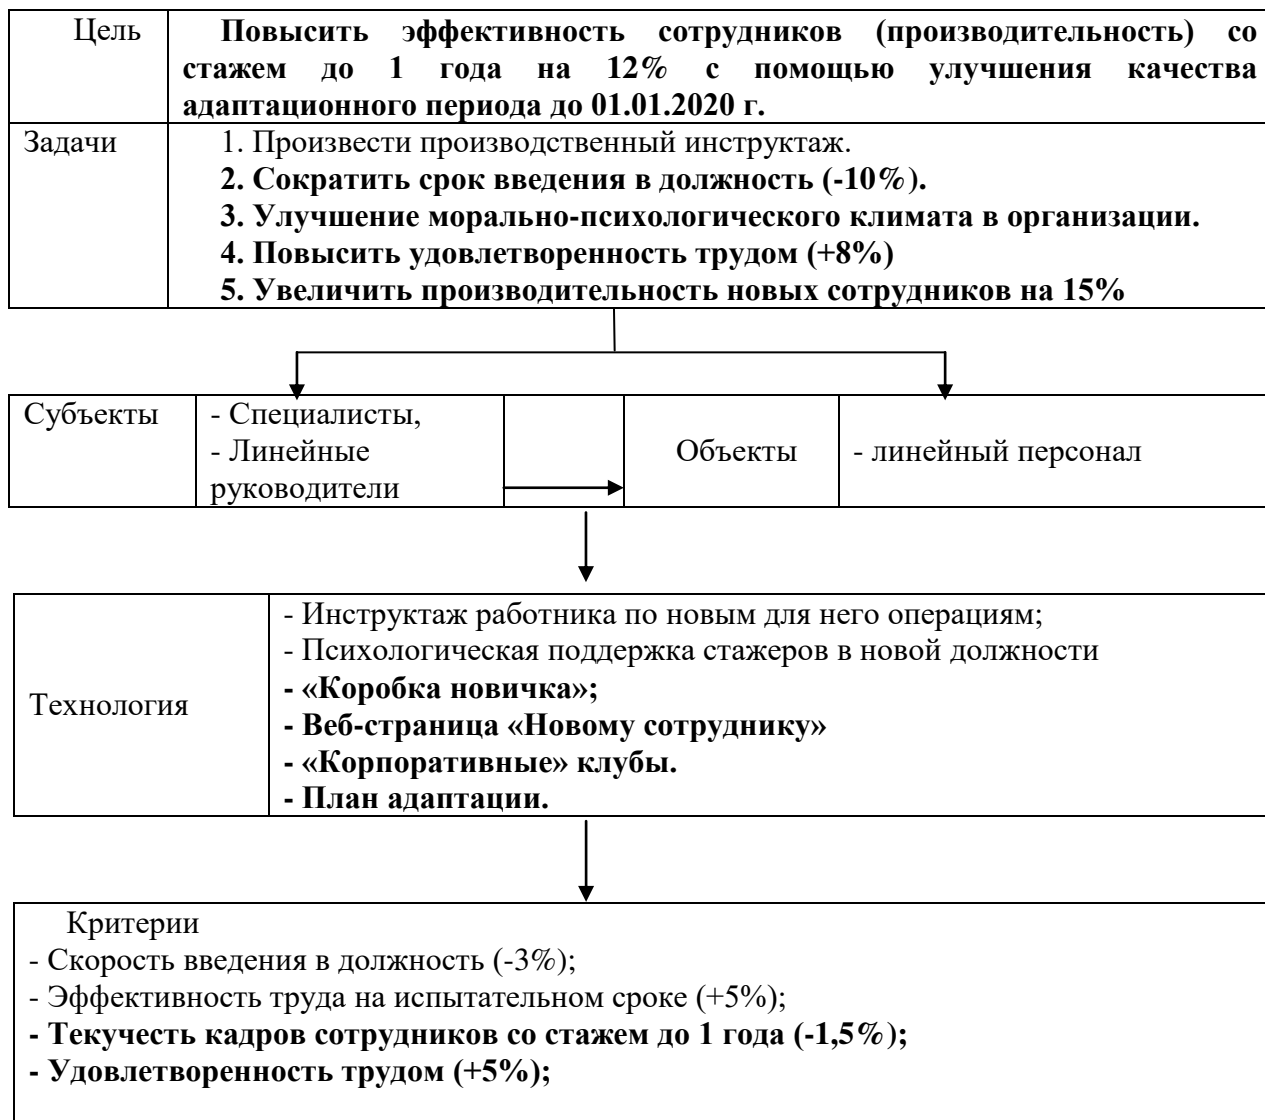 Цель
Повысить эффективность сотрудников (производительность) со
стажем до 1 года на 12% с помощью улучшения качества
адаптационного периода до 01.01.2020 г.
Задачи
1. Произвести производственный инструктаж.
2. Сократить срок введения в должность (-10%).
3. Улучшение морально-психологического климата в организации.
4. Повысить удовлетворенность трудом (+8%)
5. Увеличить производительность новых сотрудников на 15%
Субъекты
- Специалисты,
- Линейные
руководители
Объекты
- линейный персонал
Технология
- Инструктаж работника по новым для него операциям;
- Психологическая поддержка стажеров в новой должности
- «Коробка новичка»;
- Веб-страница «Новому сотруднику»
- «Корпоративные» клубы.
- План адаптации.
Критерии
- Скорость введения в должность (-3%);
- Эффективность труда на испытательном сроке (+5%);
- Текучесть кадров сотрудников со стажем до 1 года (-1,5%);
- Удовлетворенность трудом (+5%);